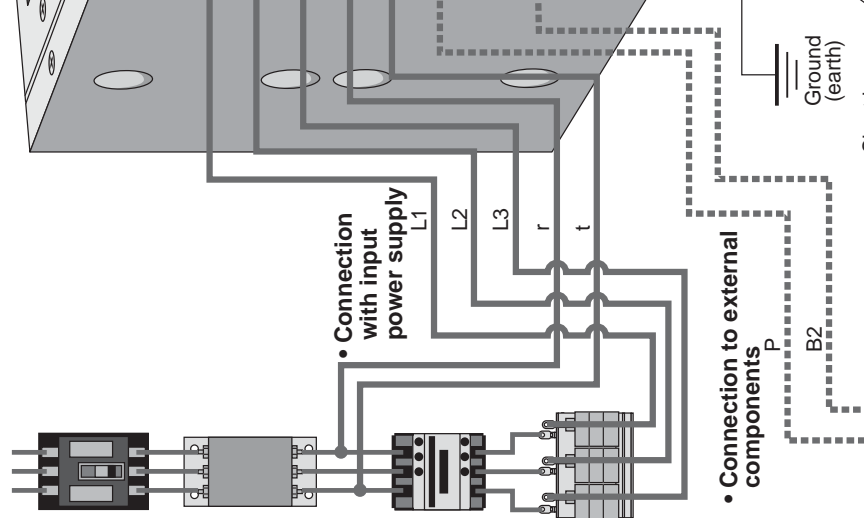 Ground
(earth)
• Connection
with input
power supply
L1
L2
L3
r
t
• Connection to external
components
P
B2